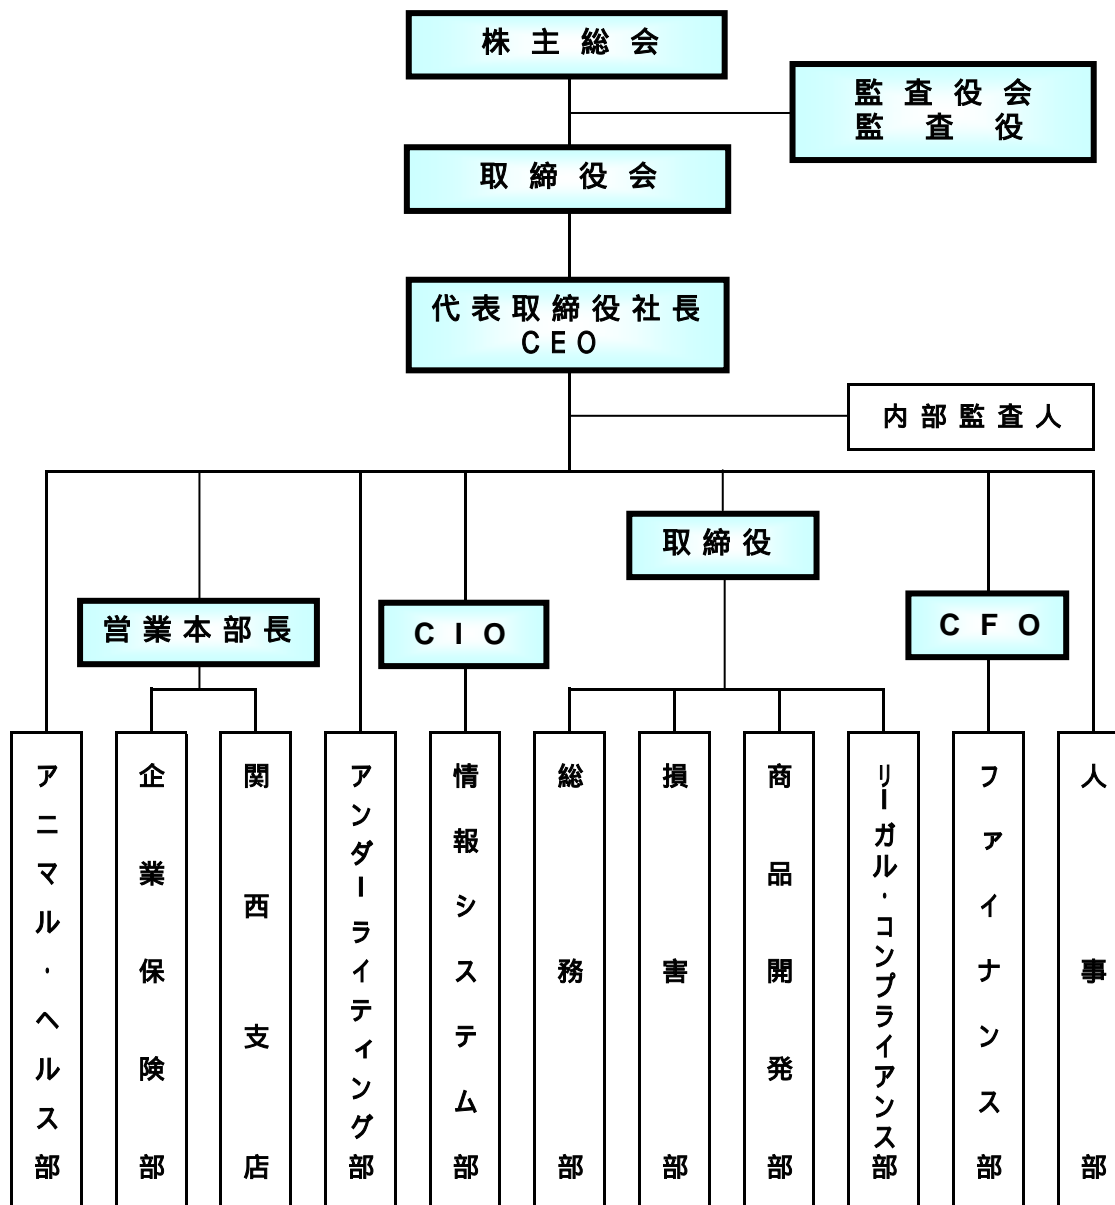 株主総会
監査役会
監査役
取締役会
代表取締役社長
CEO
内部監査人
取締役
営業本部長
CIO
CFO
アニマル・ヘルス部
企業保険部
関西支店
アンダーライティング部
情報システム部
総務部
損害部
商品開発部
リーガル・コンプライアンス部
ファイナンス部
人事部